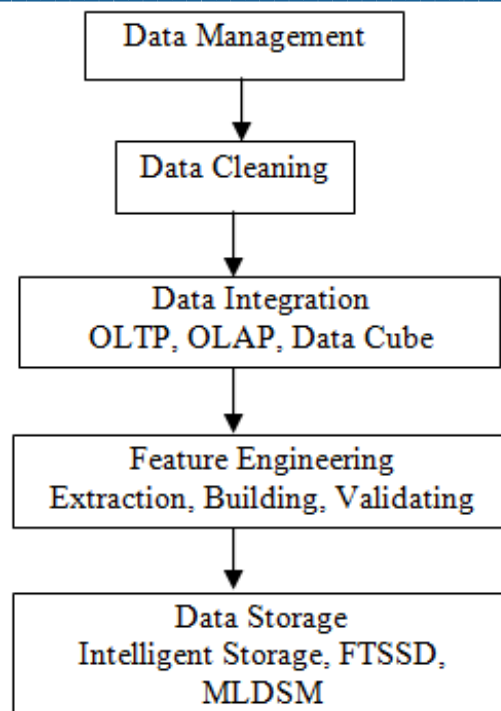 Data Management
Data Cleaning
Data Integration
OLTP, OLAP, Data Cube
Feature Engineering
Extraction, Building, Validating
Data Storage
Intelligent Storage, FTSSD,
MLDSM